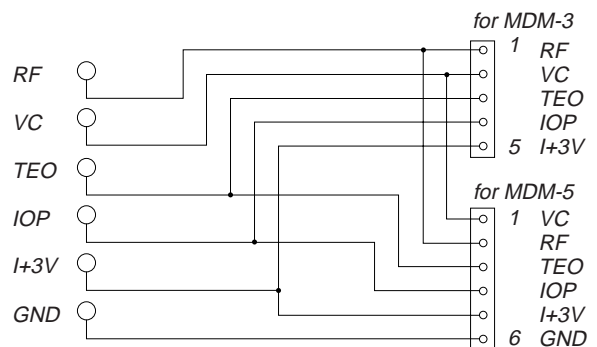 for MDM-3
1 RF
VC
TEO
IOP
5 I+3V
RF
VC
TEO
IOP
I+3V
GND
for MDM-5
1 VC
RF
TEO
IOP
I+3V
6 GND